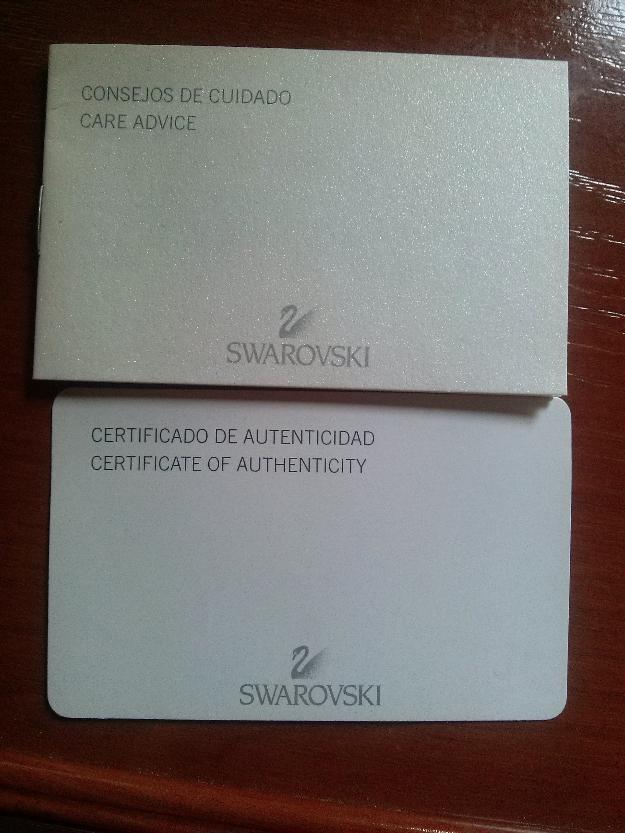 CONSEJOS DE CUIDADO
CARE ADVICE
SWAROVSKI
CERTIFICADO DE AUTENTICIDAD
CERTIFICATE OF AUTHENTICITY
SWAROVSKI